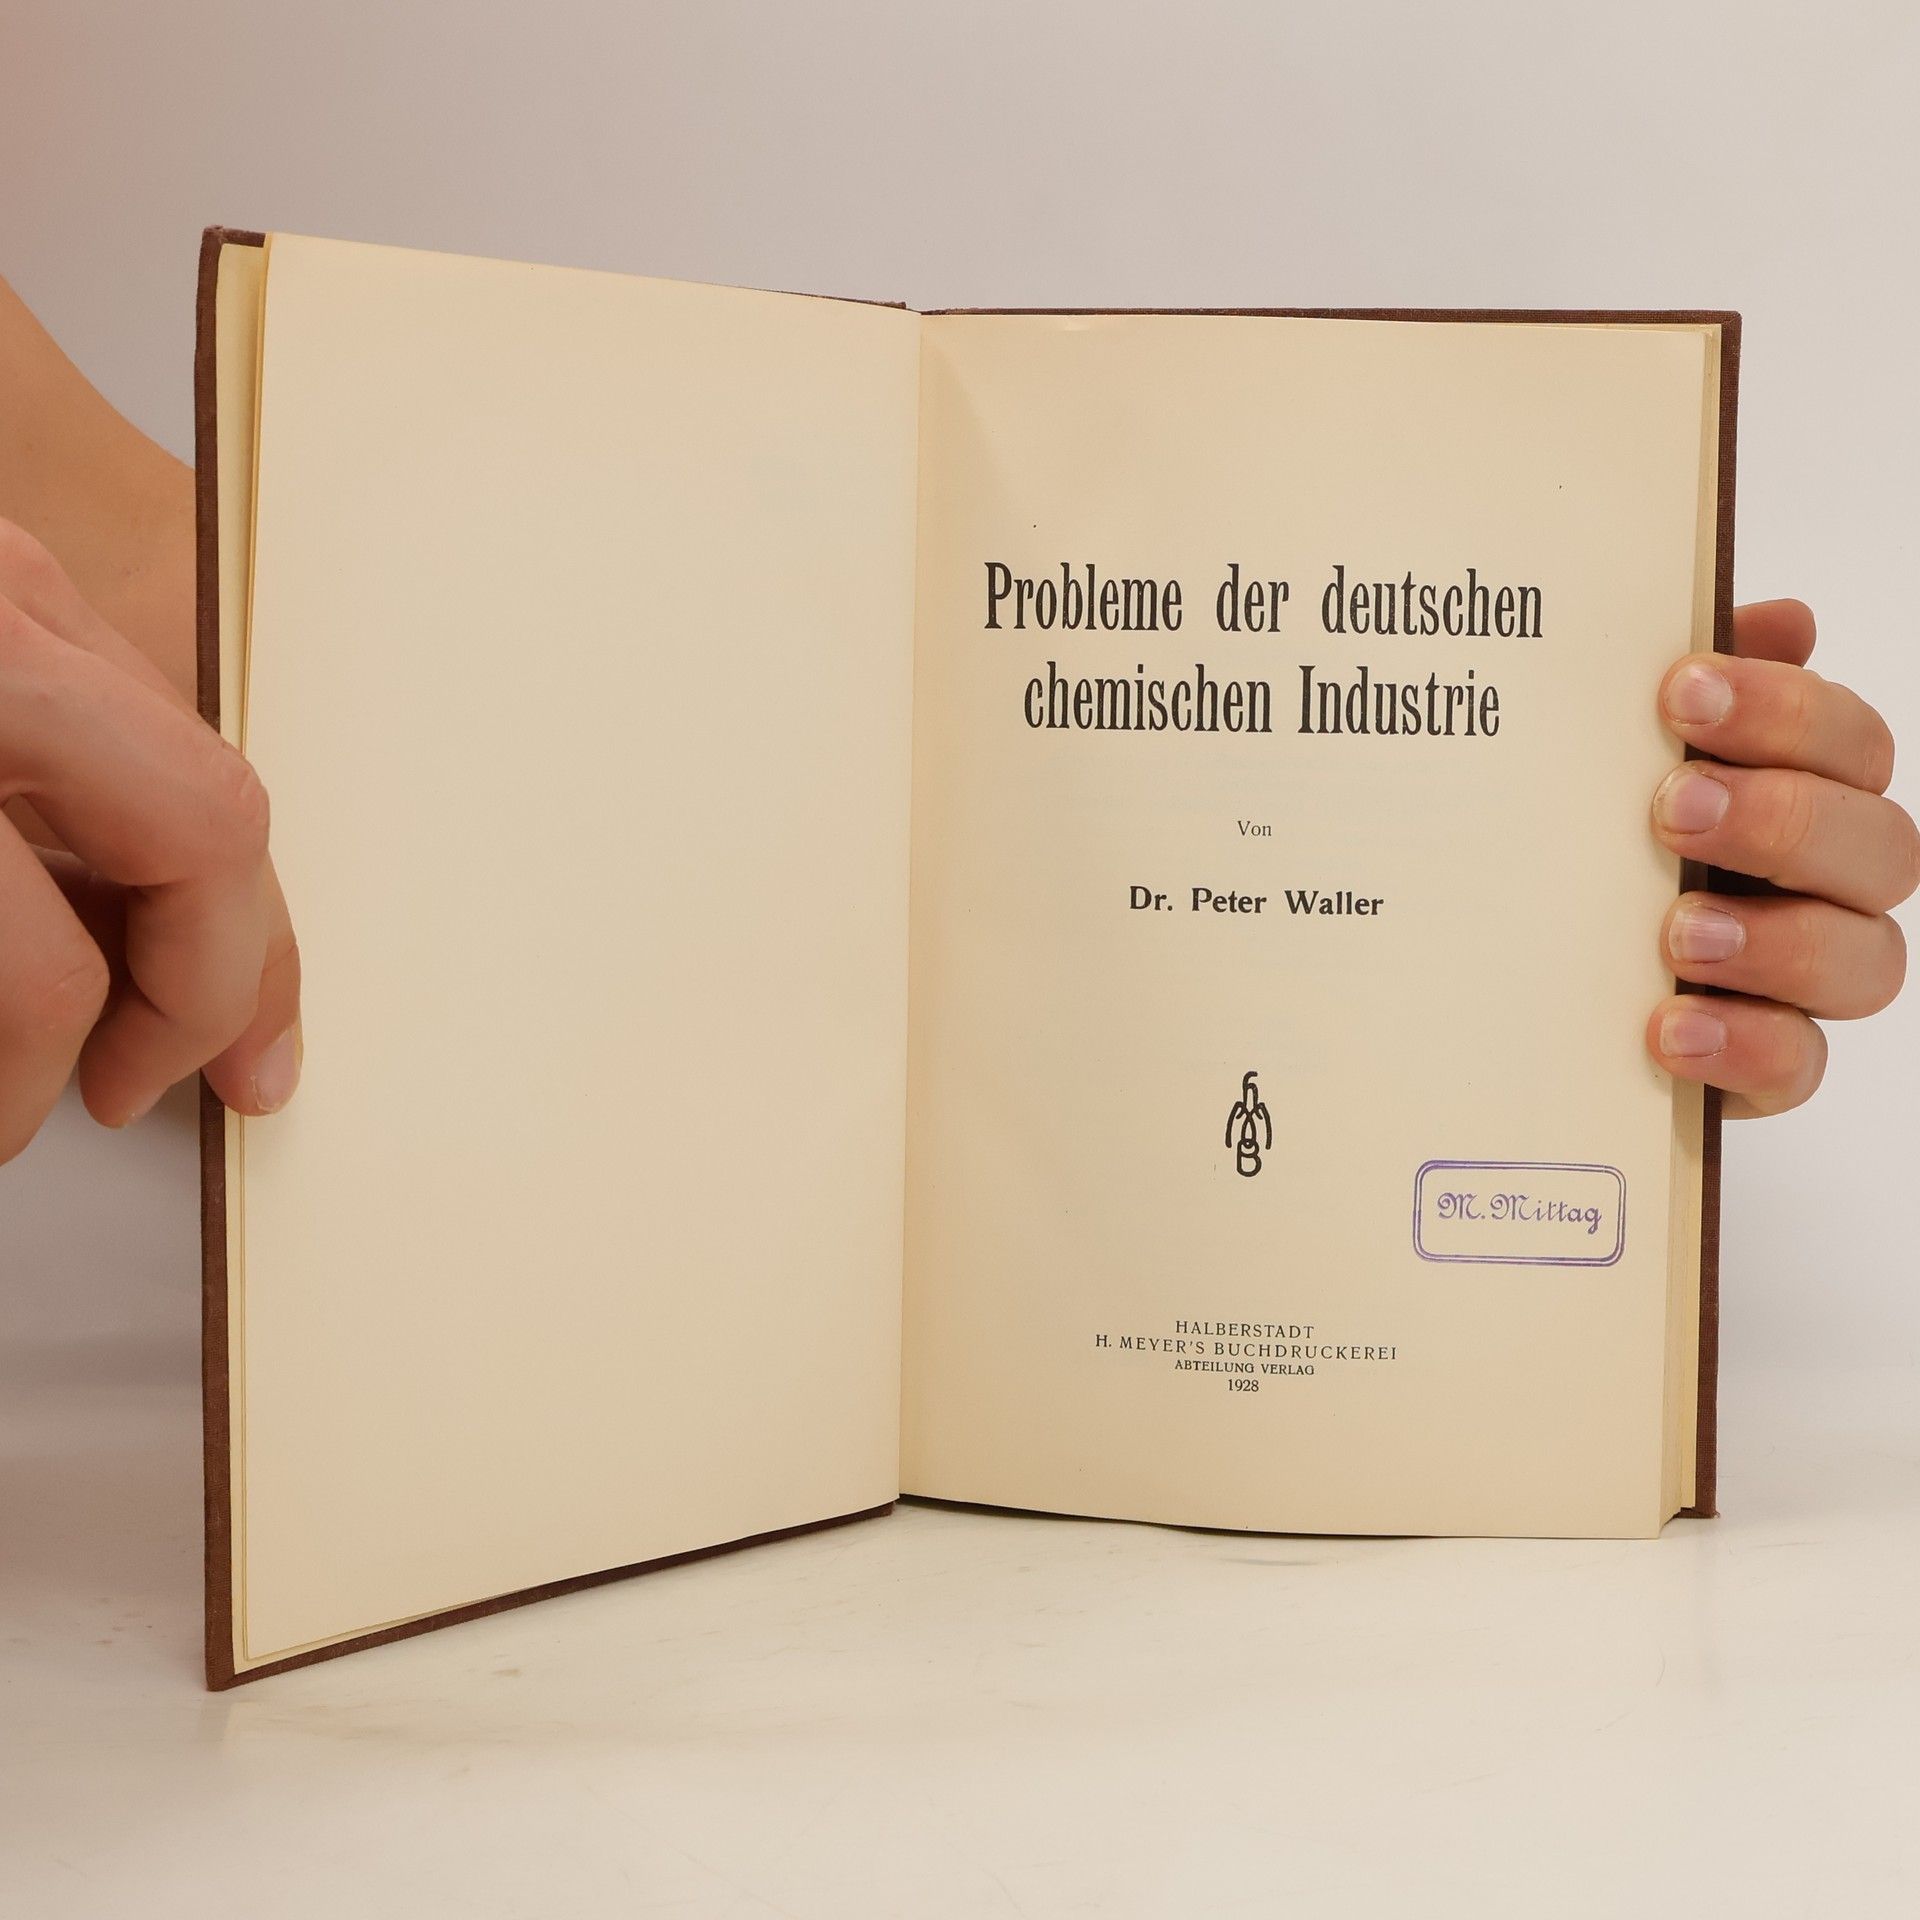 Probleme der deutschen
chemischen Industrie
Von
Dr. Peter Waller
M. Mittag
HALBERSTADT
H. MEYER'S BUCHDRUCKEREI
ABTEILUNG VERLAG
1928